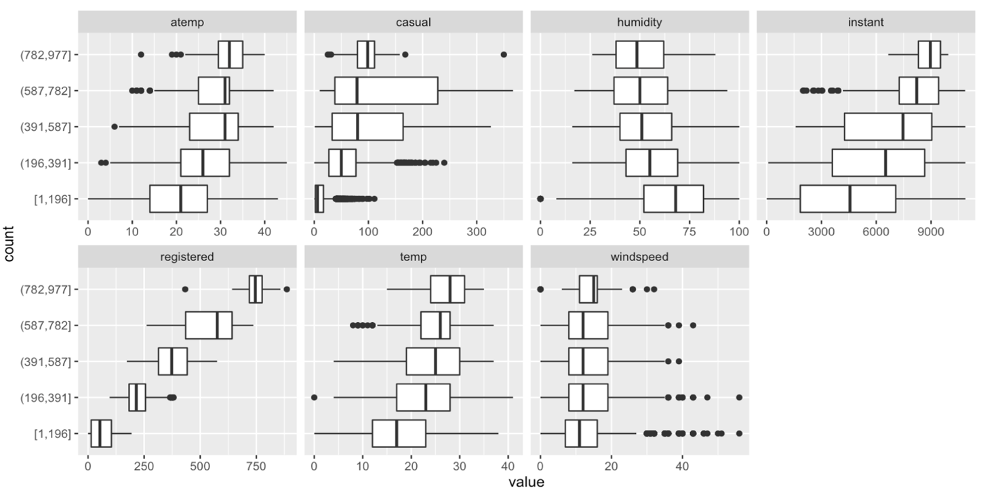 atemp casual humidity instant
(782,977]
(587,782]
(391,587]
(196,391]
[1,196]
0 10 20 30 40 0 100 200 300 0 25 50 75 100 0 3000 6000 9000
count
registered temp windspeed
(782,977]
(587,782]
(391,587]
(196,391]
[1,196]
0 250 500 750 0 10 20 30 40 0 20 40
value